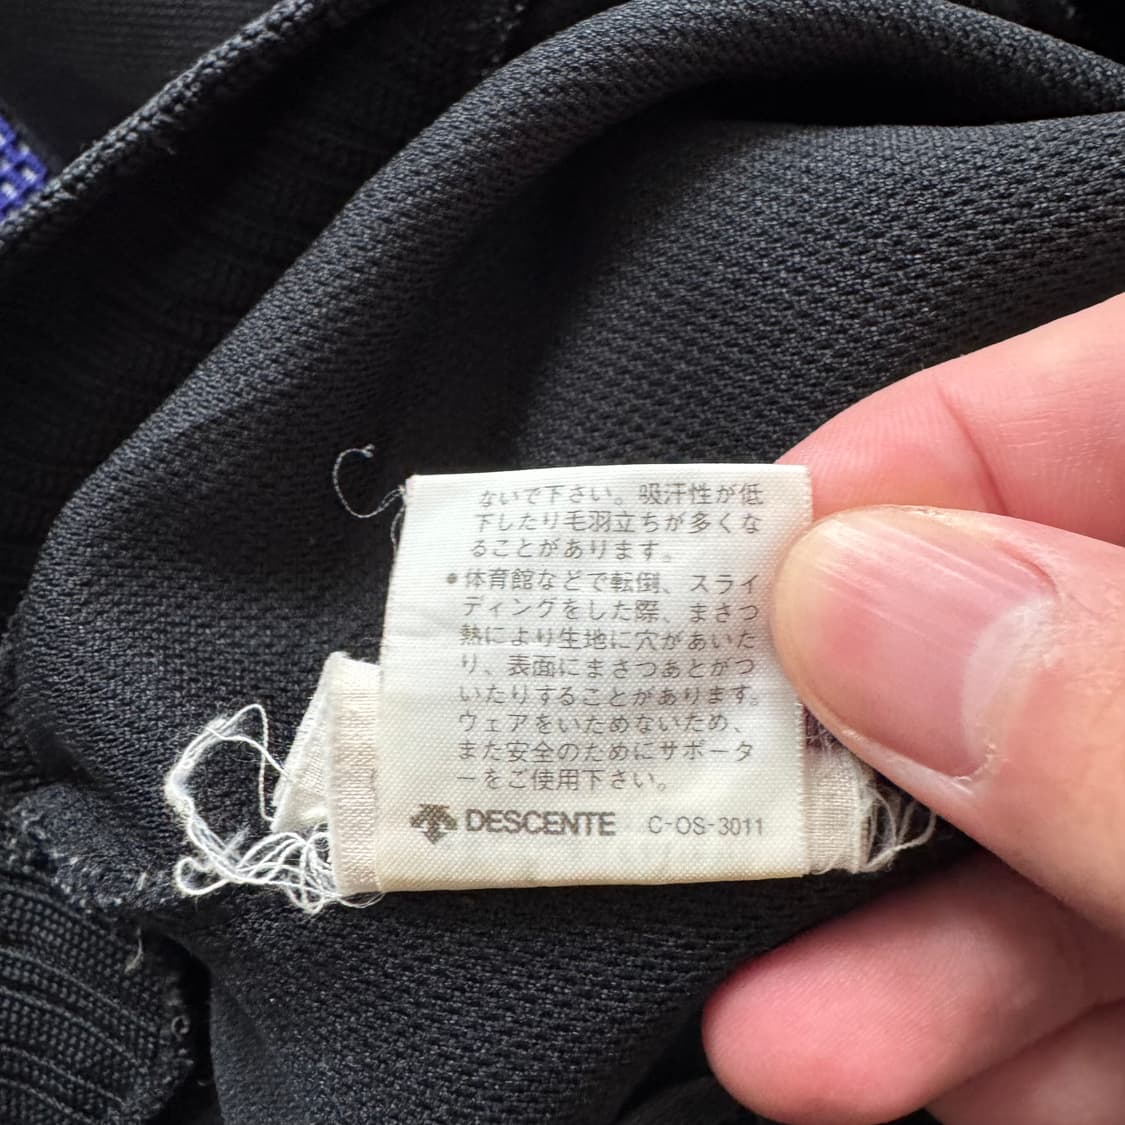 ないで下さい。吸汗性が低
下したり毛羽立ちが多くな
ることがあります。
•体育館などで転倒、スライ
ディングをした際、まさつ
熱により生地に穴があいた
り、表面にまさつあとがつ
いたりすることがあります。
ウェアをいためないため、
また安全のためにサポータ
ーをご使用下さい。
DESCENTE C-OS-3011